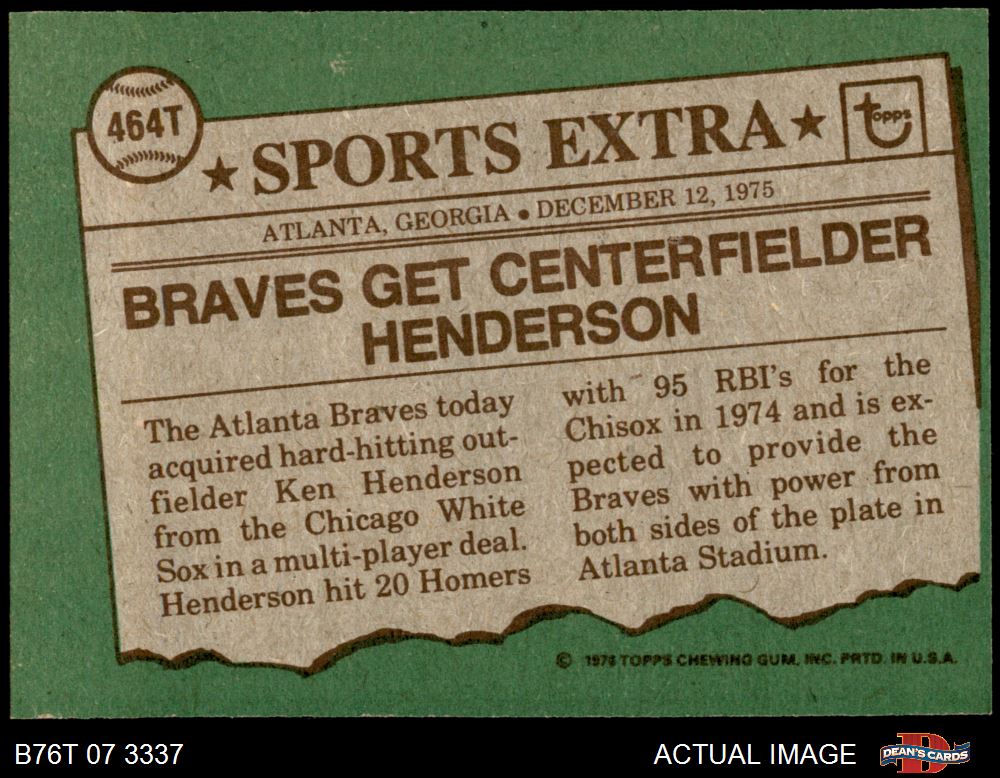 464T
★ SPORTS EXTRA ★
topps
ATLANTA, GEORGIA • DECEMBER 12, 1975
BRAVES GET CENTERFIELDER
HENDERSON
The Atlanta Braves today
acquired hard-hitting out-
fielder Ken Henderson
from the Chicago White
Sox in a multi-player deal.
Henderson hit 20 Homers
with 95 RBI's for the
Chisox in 1974 and is ex-
pected to provide the
Braves with power from
both sides of the plate in
Atlanta Stadium.
© 1976 TOPPS CHEWING GUM, INC. PRTD. IN U.S.A.
B76T 07 3337
ACTUAL IMAGE
DEAN'S CARDS